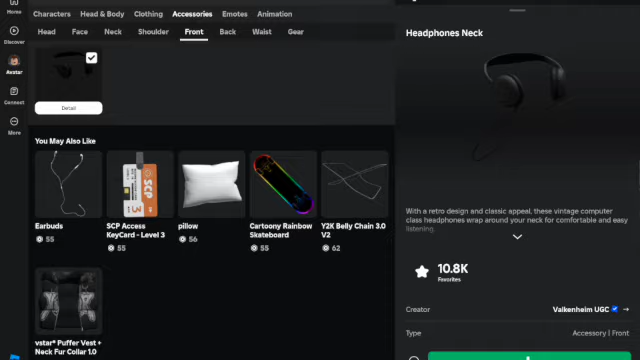 Home
Discover
Avatar
Connect
More
Characters Head & Body Clothing Accessories Emotes Animation
Head Face Neck Shoulder Front Back Waist Gear
Detail
You May Also Like
Earbuds
55
SCP Access
KeyCard - Level 3
55
SCP
3
pillow
56
Cartoony Rainbow
Skateboard
55
Y2K Belly Chain 3.0
V2
62
vstar* Puffer Vest +
Neck Fur Collar 1.0
Headphones Neck
With a retro design and classic appeal, these vintage computer
class headphones wrap around your neck for comfortable and easy
listening.
10.8K
Favorites
Creator
Valkenheim UGC
Type
Accessory | Front